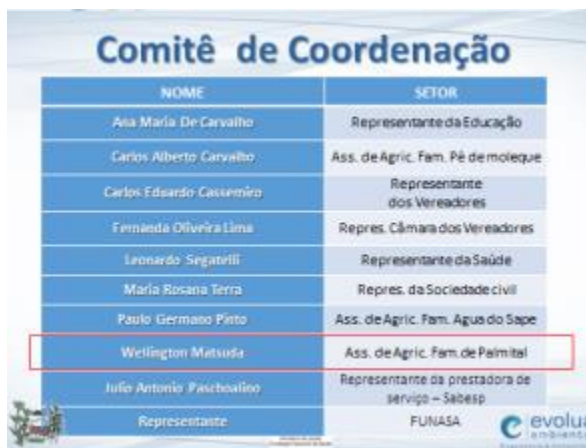 Comitê de Coordenação
NOME SETOR
Ana Maria De Carvalho Representante da Educação
Carlos Alberto Carvalho Ass. de Agric. Fam. Pé de moleque
Carlos Eduardo Cassemiro Representante
dos Vereadores
Fernanda Oliveira Lima Repres. Câmara dos Vereadores
Leonardo Segatelli Representante da Saúde
Maria Rosana Terra Repres. da Sociedade civil
Paulo Germano Pinto Ass. de Agric. Fam. Agua do Sape
Wellington Matsuda Ass. de Agric. Fam. de Palmital
Julio Antonio Paschoalino Representante da prestadora de
serviço – Sabesp
Representante FUNASA
evolua